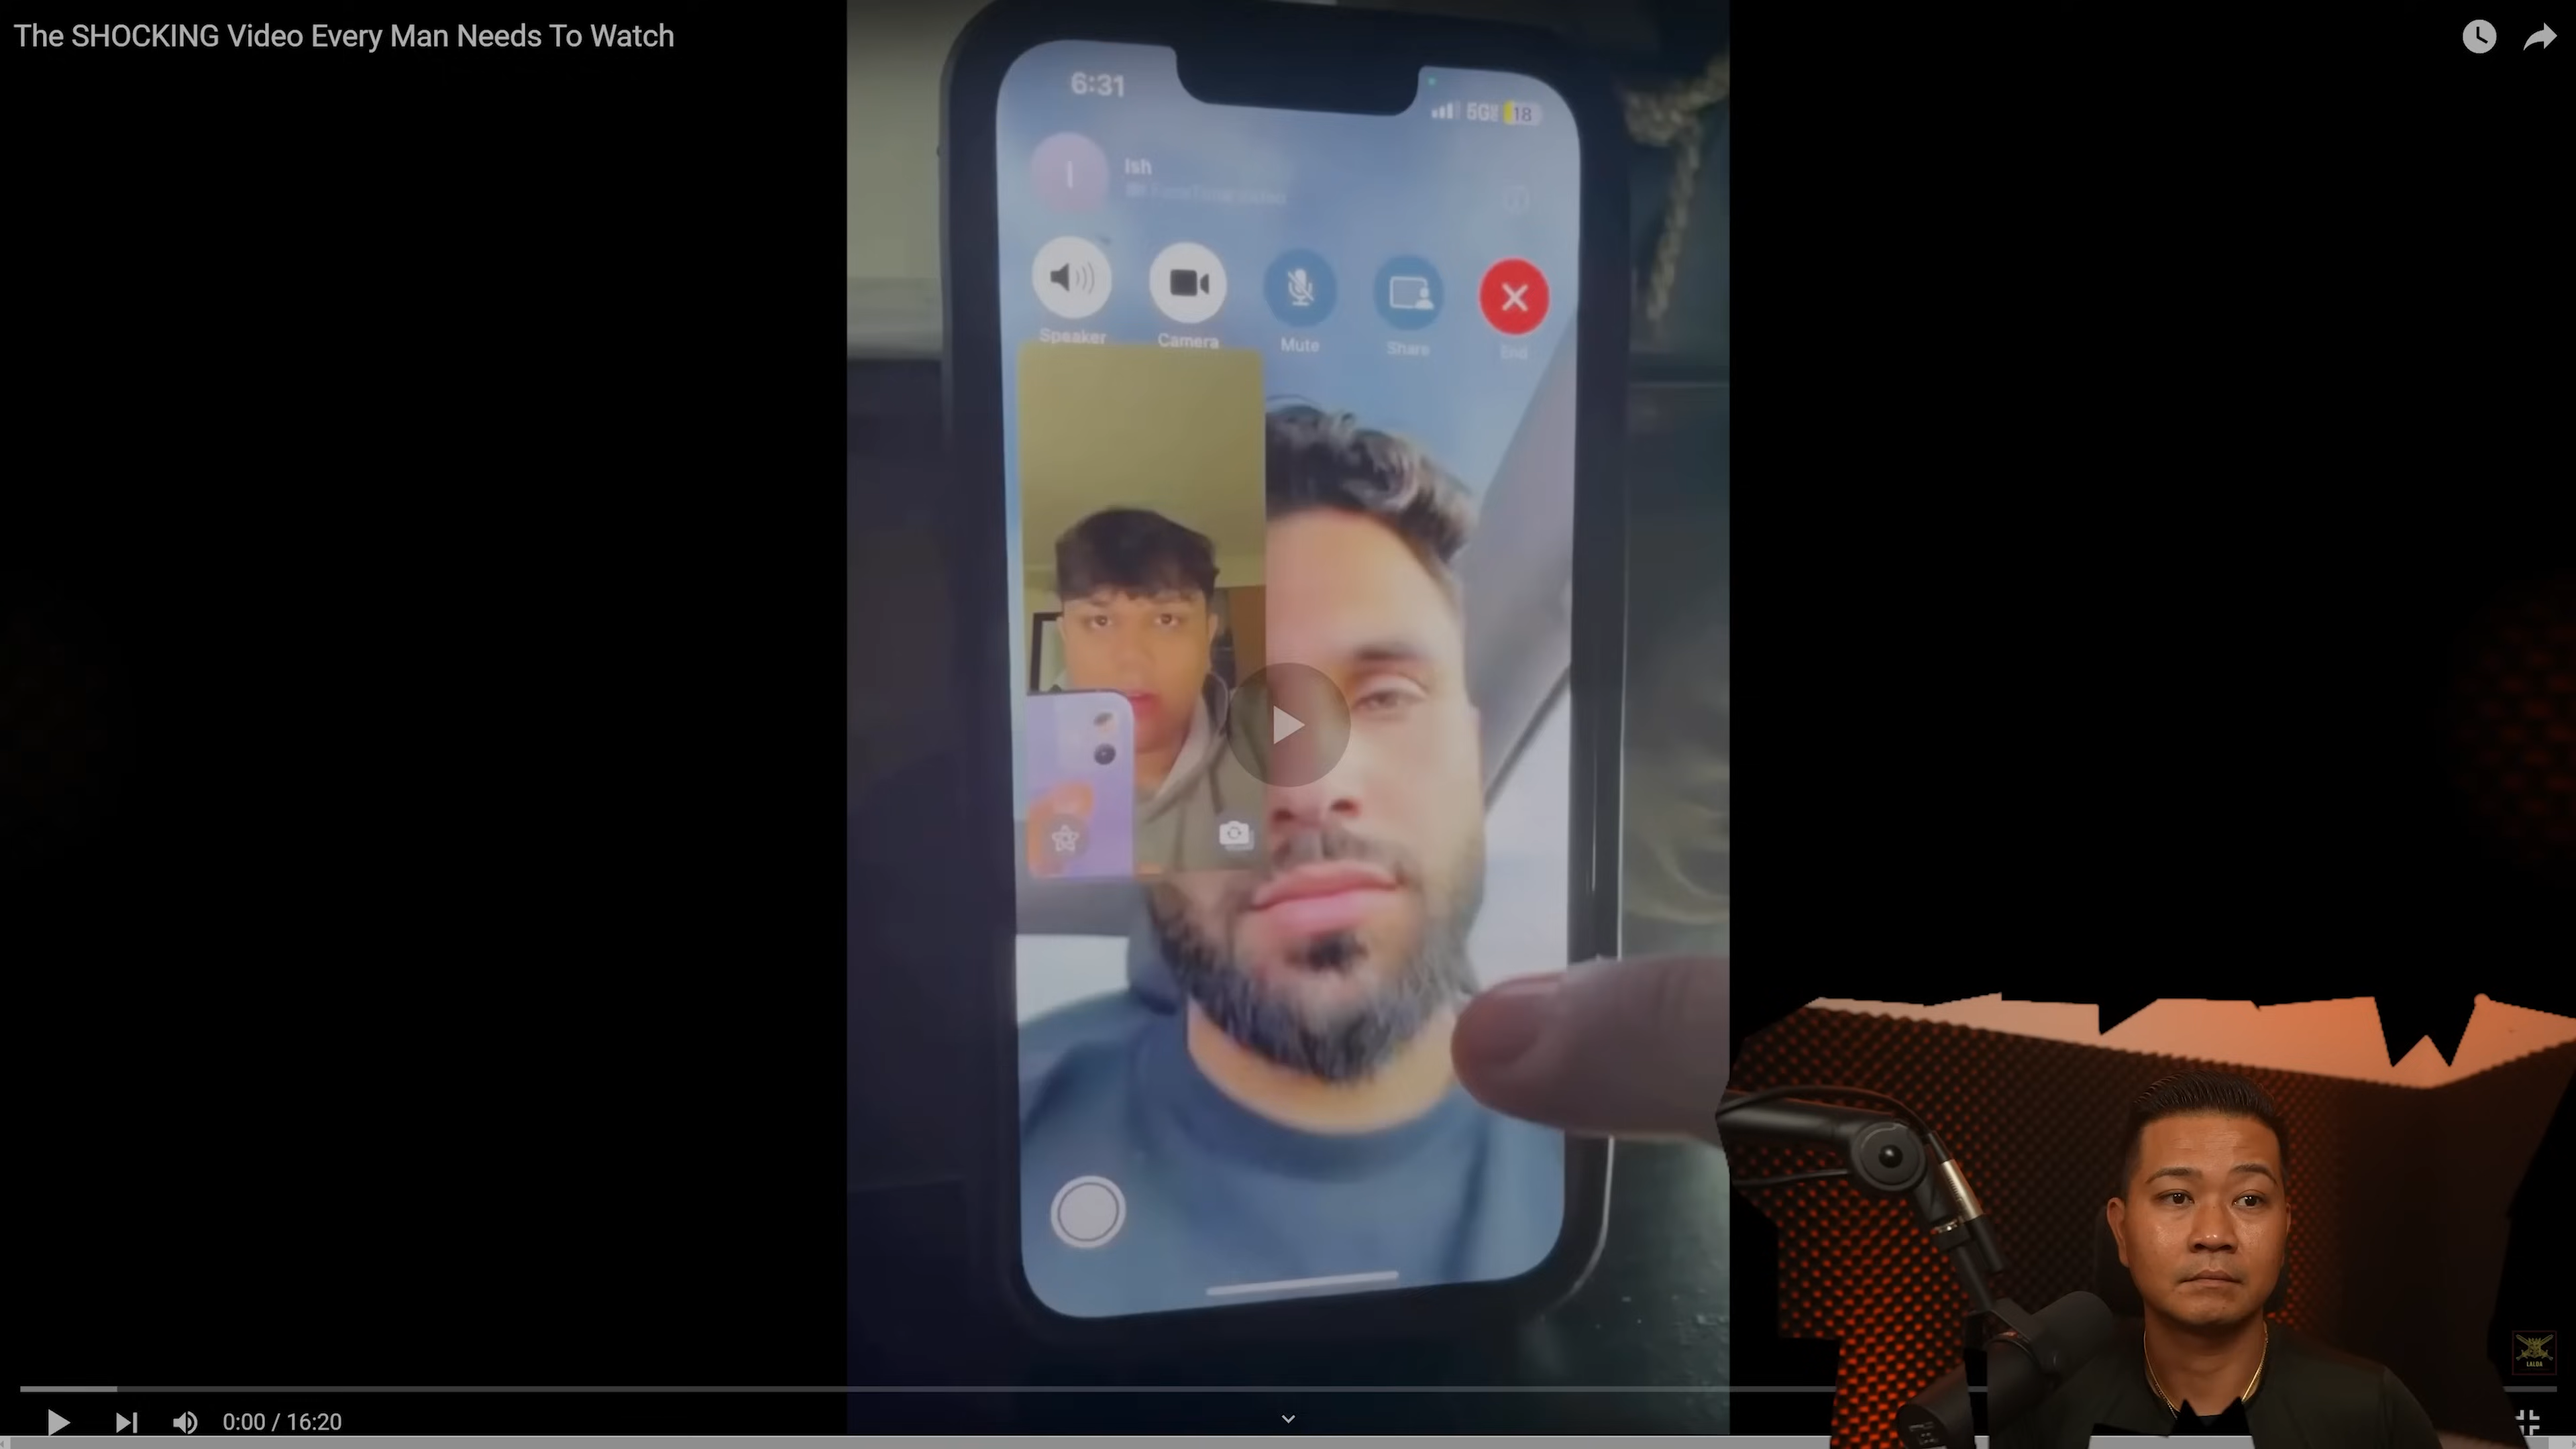 The SHOCKING Video Every Man Needs To Watch
6:31
5G 18
i
Ish
Speaker
Camera
Mute
Share
End
0:00 / 16:20